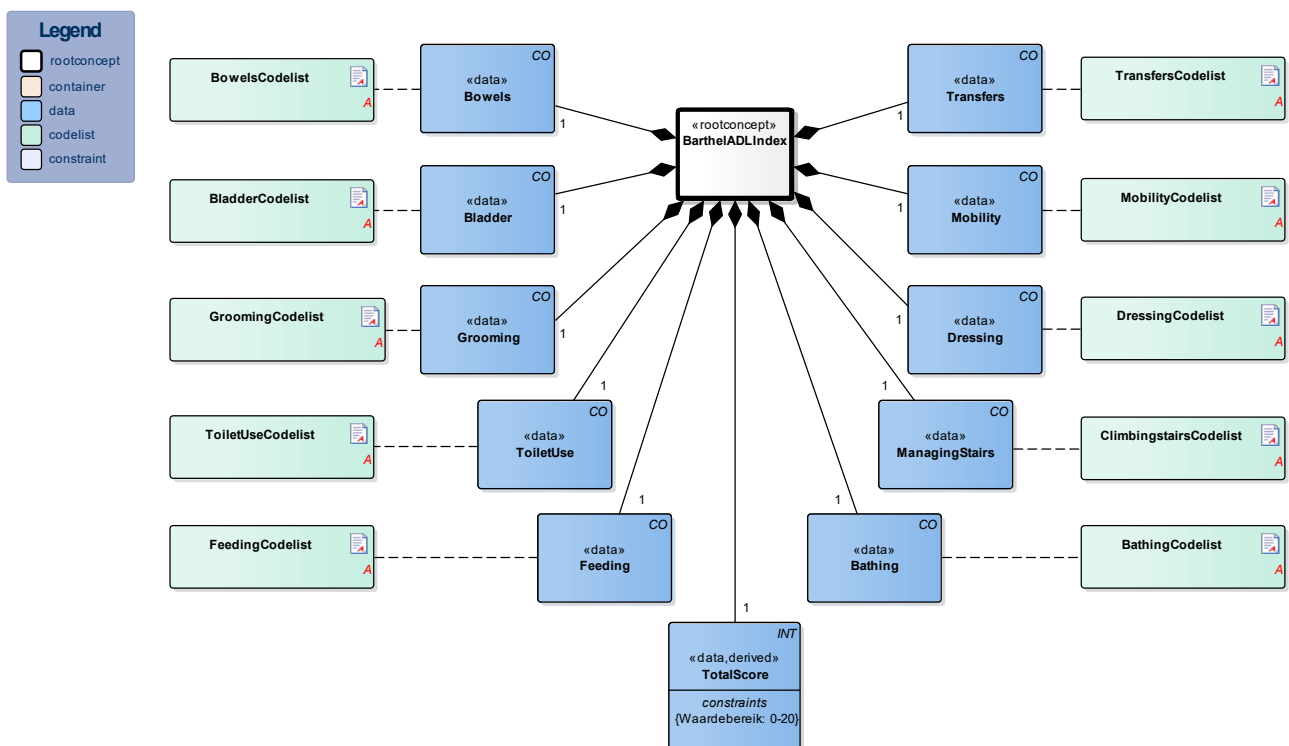 Legend
rootconcept
container
data
codelist
constraint
BowelsCodelist
A
CO
«data»
Bowels
1
«rootconcept»
BarthelADLIndex
CO
«data»
Transfers
1
TransfersCodelist
A
BladderCodelist
A
CO
«data»
Bladder
1
CO
«data»
Mobility
1
MobilityCodelist
A
GroomingCodelist
A
CO
«data»
Grooming
1
CO
«data»
Dressing
1
DressingCodelist
A
ToiletUseCodelist
A
CO
«data»
ToiletUse
1
CO
«data»
ManagingStairs
1
ClimbingstairsCodelist
A
FeedingCodelist
A
CO
«data»
Feeding
1
CO
«data»
Bathing
1
BathingCodelist
A
1
INT
«data,derived»
TotalScore
constraints
{Waardebereik: 0-20}